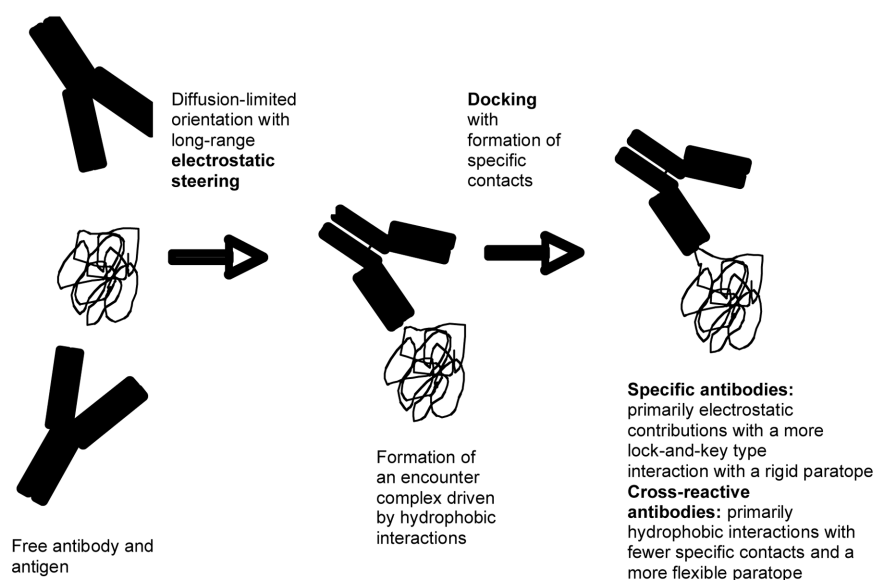 Diffusion-limited
orientation with
long-range
electrostatic
steering
Docking
with
formation of
specific
contacts
Free antibody and
antigen
Formation of
an encounter
complex driven
by hydrophobic
interactions
Specific antibodies:
primarily electrostatic
contributions with a more
lock-and-key type
interaction with a rigid paratope
Cross-reactive
antibodies: primarily
hydrophobic interactions with
fewer specific contacts and a
more flexible paratope